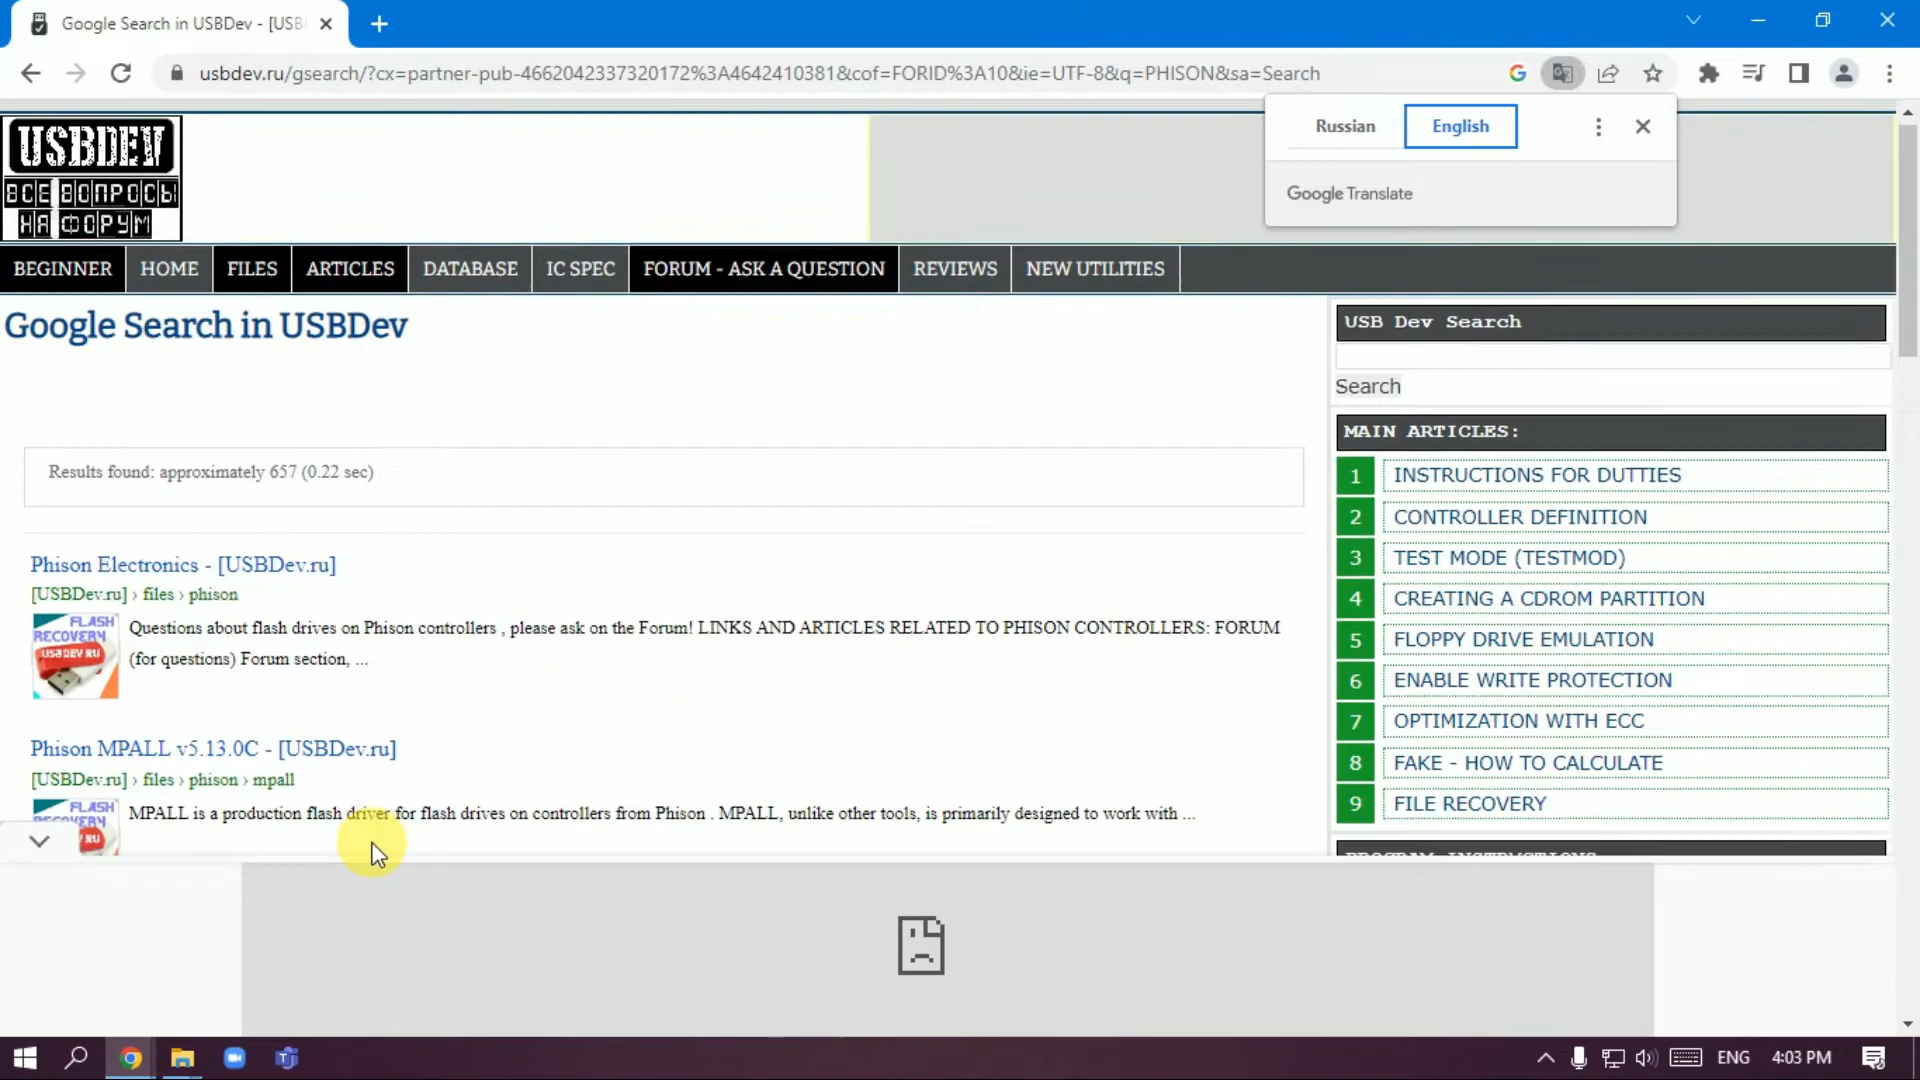 Google Search in USBDev - [USB
usbdev.ru/gsearch/?cx=partner-pub-4662042337320172%3A4642410381&cof=FORID%3A10&ie=UTF-8&q=PHISON&sa=Search
Russian
English
Google Translate
USBDEV
ВСЕ ВОПРОСЫ
НА ФОРУМ
BEGINNER
HOME
FILES
ARTICLES
DATABASE
IC SPEC
FORUM - ASK A QUESTION
REVIEWS
NEW UTILITIES
Google Search in USBDev
Results found: approximately 657 (0.22 sec)
Phison Electronics - [USBDev.ru]
[USBDev.ru] › files › phison
FLASH
RECOVERY
USBDEV RU
Questions about flash drives on Phison controllers , please ask on the Forum! LINKS AND ARTICLES RELATED TO PHISON CONTROLLERS: FORUM
(for questions) Forum section, ...
Phison MPALL v5.13.0C - [USBDev.ru]
[USBDev.ru] › files › phison › mpall
FLASH
RU
MPALL is a production flash driver for flash drives on controllers from Phison . MPALL, unlike other tools, is primarily designed to work with ...
USB Dev Search
Search
MAIN ARTICLES:
1 INSTRUCTIONS FOR DUTTIES
2 CONTROLLER DEFINITION
3 TEST MODE (TESTMOD)
4 CREATING A CDROM PARTITION
5 FLOPPY DRIVE EMULATION
6 ENABLE WRITE PROTECTION
7 OPTIMIZATION WITH ECC
8 FAKE - HOW TO CALCULATE
9 FILE RECOVERY
PROGRAM INSTRUCTIONS
ENG
4:03 PM